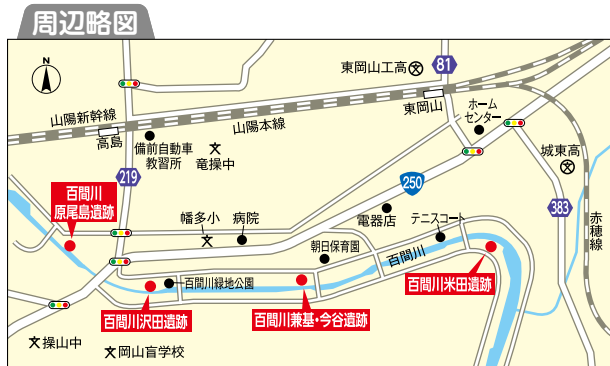 周辺略図
N
81
東岡山工高
東岡山
ホーム
センター
山陽新幹線
山陽本線
高島
備前自動車
教習所
竜操中
城東高
219
250
383
百間川
原尾島遺跡
幡多小
病院
電器店
テニスコート
赤穂線
朝日保育園
百間川
百間川緑地公園
百間川米田遺跡
百間川沢田遺跡
百間川兼基・今谷遺跡
操山中
岡山盲学校